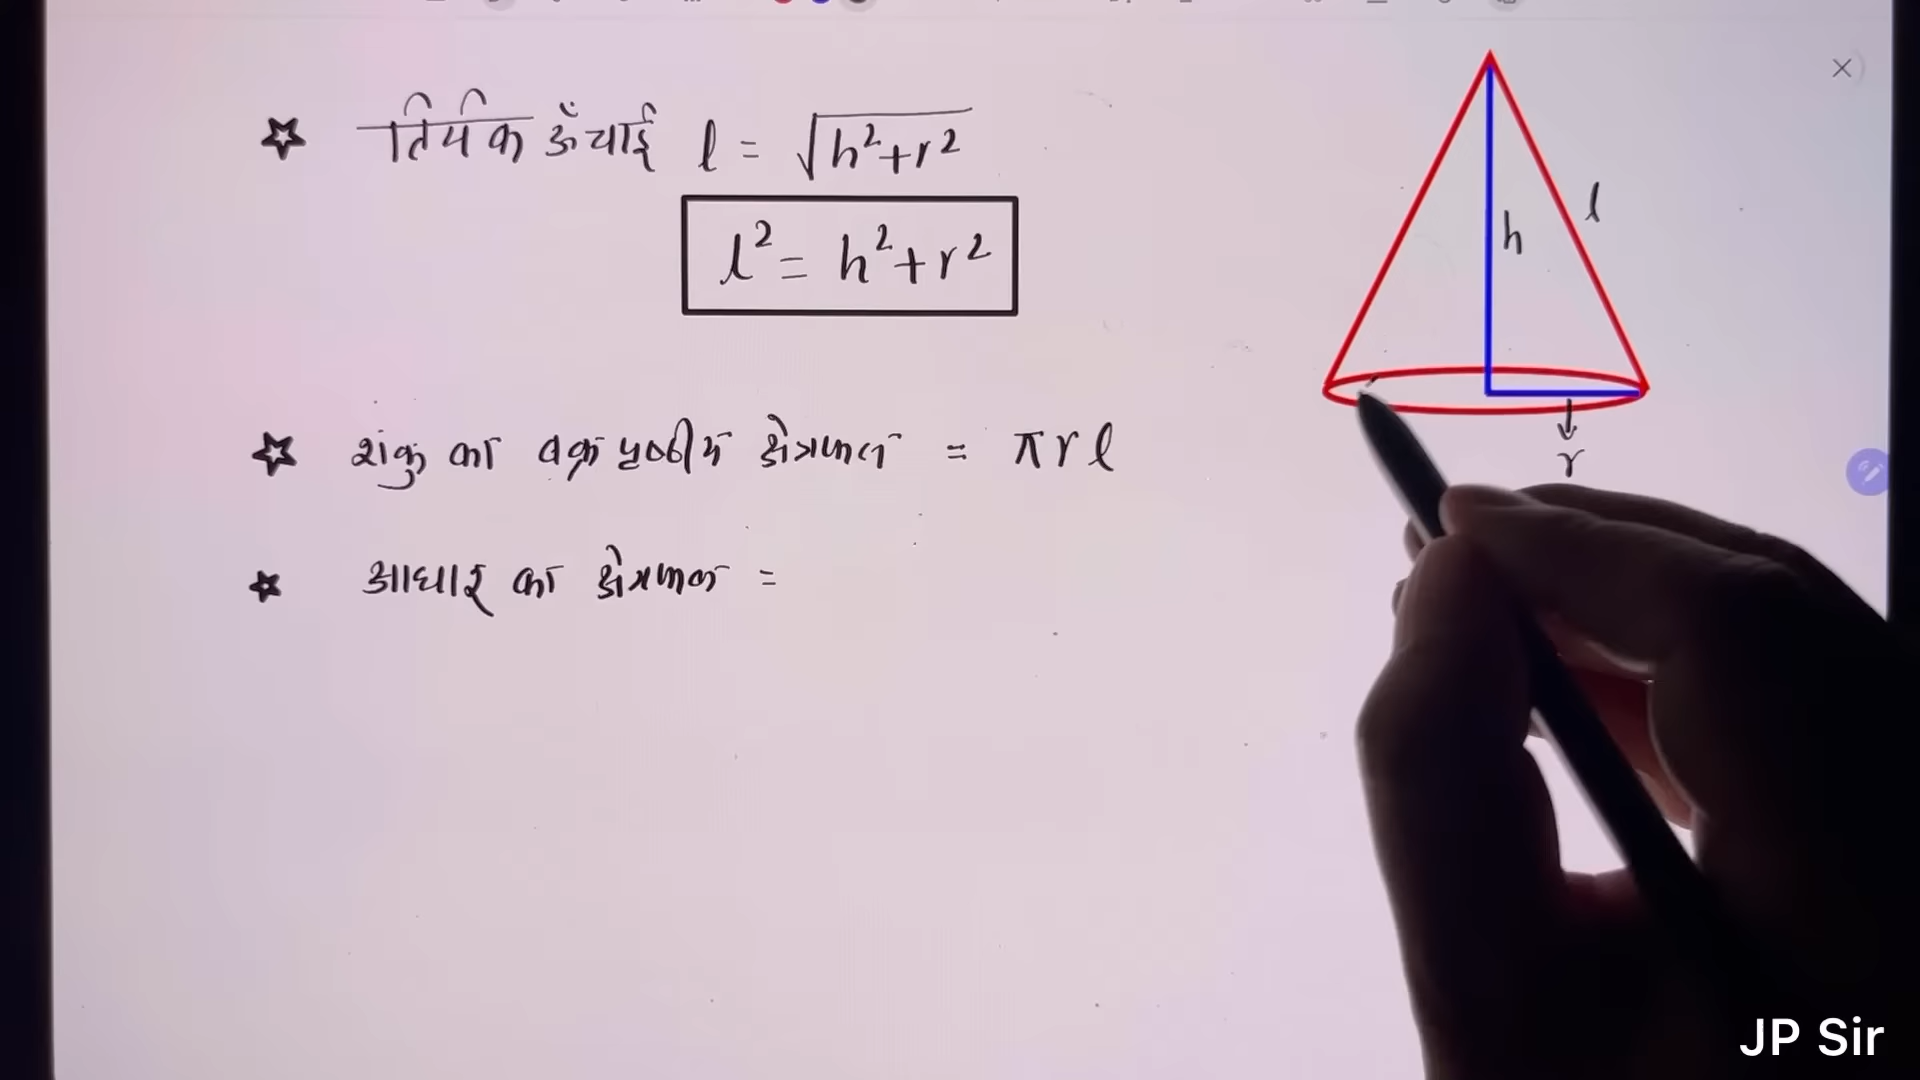 तिर्यक ऊँचाई l = √h²+r²
l² = h²+r²
शंकु का वक्र पृष्ठीय क्षेत्रफल = πrl
आधार का क्षेत्रफल =
h
l
r
JP Sir